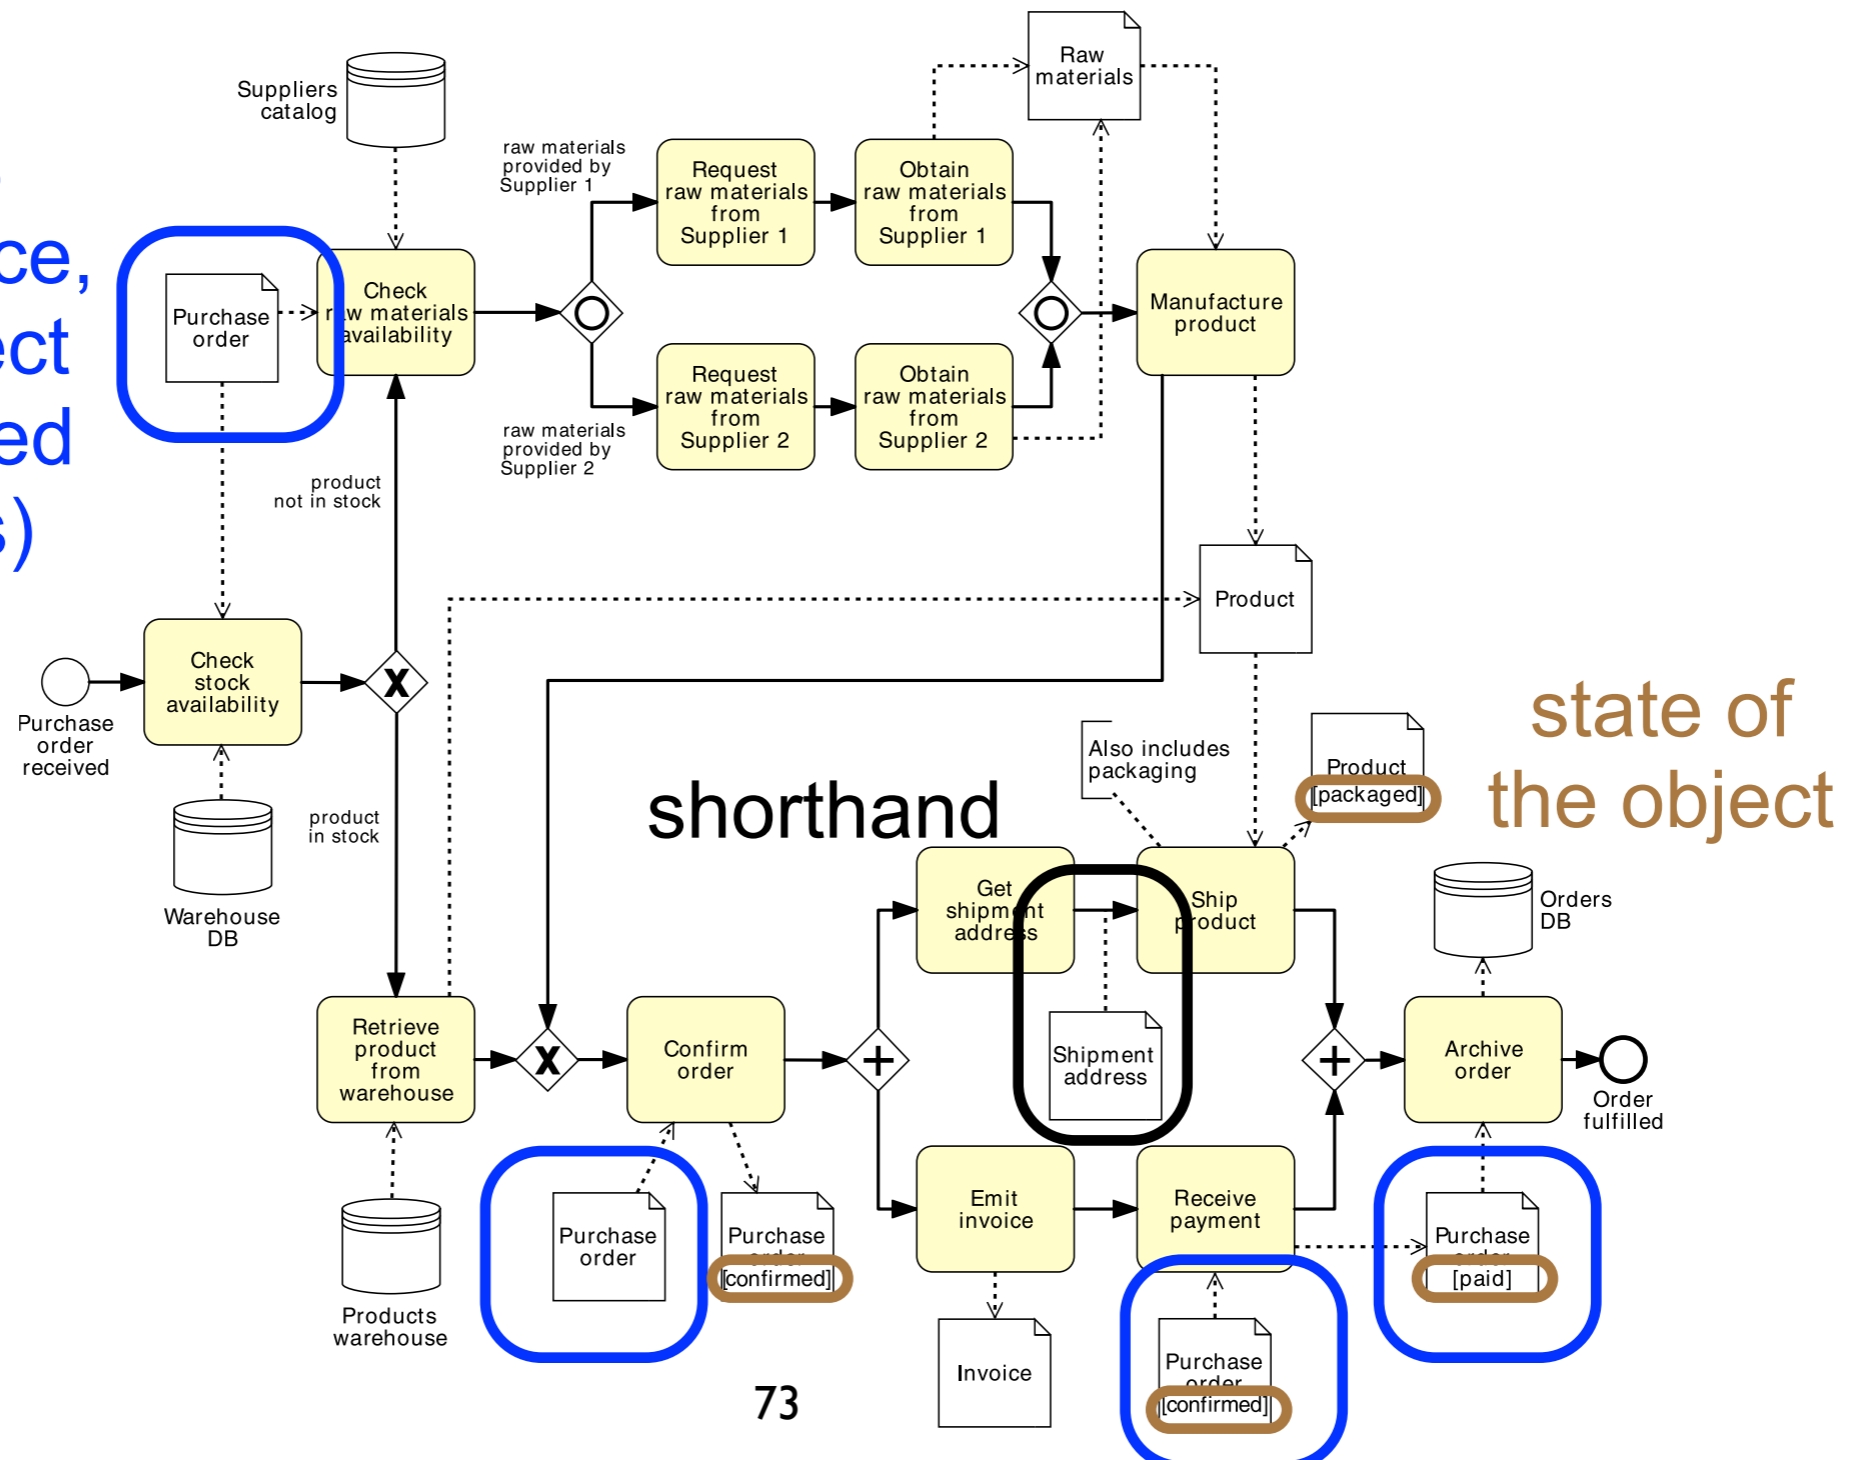 ce,
ect
ed
s)
Suppliers
catalog
Raw
materials
raw materials
provided by
Supplier 1
Request
raw materials
from
Supplier 1
Obtain
raw materials
from
Supplier 1
Purchase
order
Check
raw materials
availability
Manufacture
product
Request
raw materials
from
Supplier 2
Obtain
raw materials
from
Supplier 2
raw materials
provided by
Supplier 2
product
not in stock
Product
Check
stock
availability
X
Purchase
order
received
Warehouse
DB
product
in stock
shorthand
Also includes
packaging
Product
[packaged]
state of
the object
Get
shipment
address
Ship
product
Orders
DB
Retrieve
product
from
warehouse
X
Confirm
order
+
Shipment
address
+
Archive
order
Order
fulfilled
Products
warehouse
Purchase
order
Purchase
order
[confirmed]
Emit
invoice
Receive
payment
Purchase
order
[paid]
Invoice
Purchase
order
[confirmed]
73